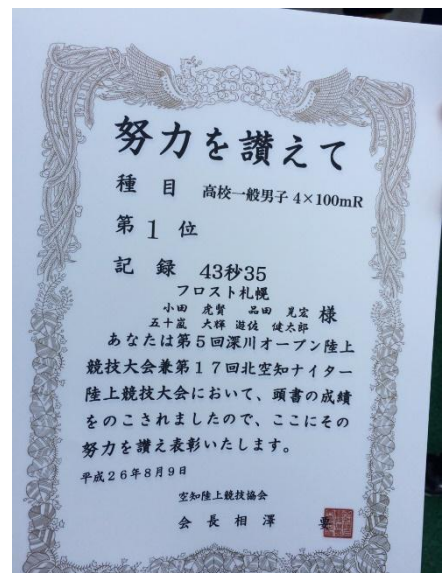 努力を讃えて
種目 高校一般男子 4×100mR
第1位
記録 43秒35
フロスト札幌
小田 虎賢 品田 晃宏 様
五十嵐 大輝 遊佐 健太郎
あなたは第5回深川オープン陸上
競技大会兼第17回北空知ナイター
陸上競技大会において、頭書の成績
をのこされましたので、ここにその
努力を讃え表彰いたします。
平成26年8月9日
空知陸上競技協会
会長 相澤 要